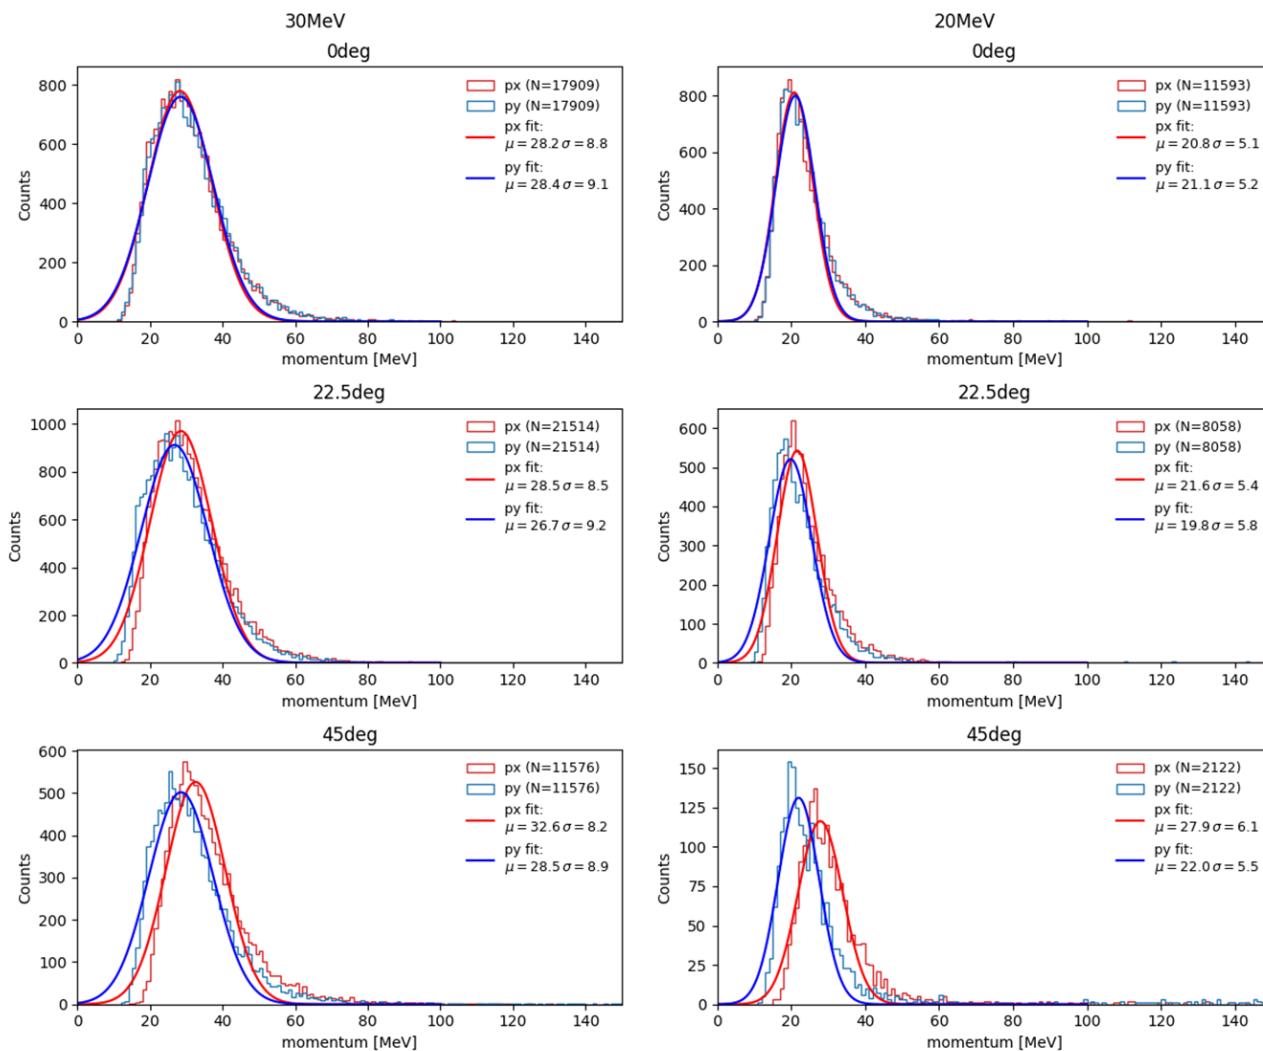 30MeV
20MeV
0deg
px (N=17909)
py (N=17909)
px fit:
μ = 28.2 σ = 8.8
py fit:
μ = 28.4 σ = 9.1
Counts
800
600
400
200
0
0 20 40 60 80 100 120 140
momentum [MeV]
0deg
px (N=11593)
py (N=11593)
px fit:
μ = 20.8 σ = 5.1
py fit:
μ = 21.1 σ = 5.2
Counts
800
600
400
200
0
0 20 40 60 80 100 120 140
momentum [MeV]
22.5deg
px (N=21514)
py (N=21514)
px fit:
μ = 28.5 σ = 8.5
py fit:
μ = 26.7 σ = 9.2
Counts
1000
800
600
400
200
0
0 20 40 60 80 100 120 140
momentum [MeV]
22.5deg
px (N=8058)
py (N=8058)
px fit:
μ = 21.6 σ = 5.4
py fit:
μ = 19.8 σ = 5.8
Counts
600
500
400
300
200
100
0
0 20 40 60 80 100 120 140
momentum [MeV]
45deg
px (N=11576)
py (N=11576)
px fit:
μ = 32.6 σ = 8.2
py fit:
μ = 28.5 σ = 8.9
Counts
600
500
400
300
200
100
0
0 20 40 60 80 100 120 140
momentum [MeV]
45deg
px (N=2122)
py (N=2122)
px fit:
μ = 27.9 σ = 6.1
py fit:
μ = 22.0 σ = 5.5
Counts
150
125
100
75
50
25
0
0 20 40 60 80 100 120 140
momentum [MeV]